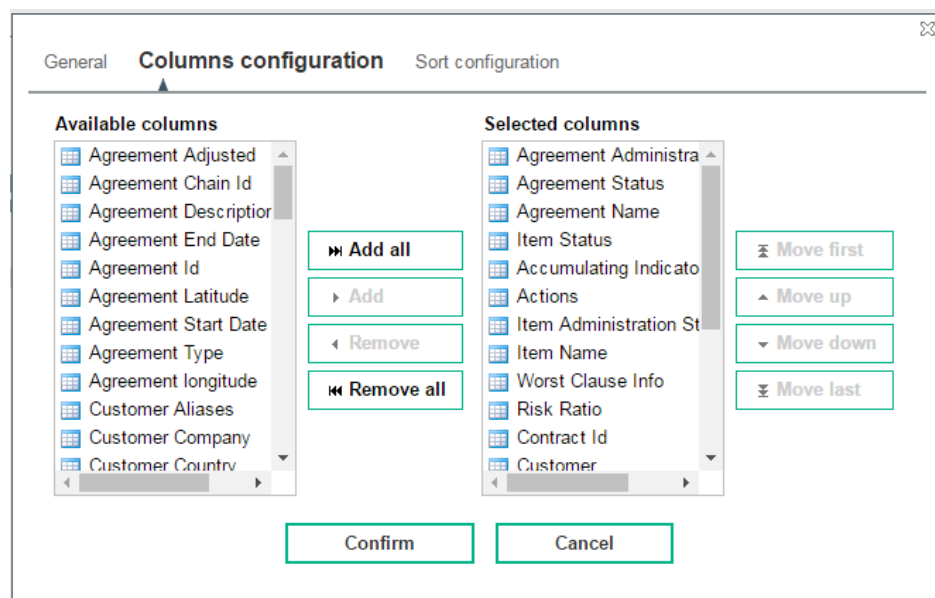 General
Columns configuration
Sort configuration
Available columns
Agreement Adjusted
Agreement Chain Id
Agreement Description
Agreement End Date
Agreement Id
Agreement Latitude
Agreement Start Date
Agreement Type
Agreement longitude
Customer Aliases
Customer Company
Customer Country
Add all
Add
Remove
Remove all
Selected columns
Agreement Administra
Agreement Status
Agreement Name
Item Status
Accumulating Indicato
Actions
Item Administration St
Item Name
Worst Clause Info
Risk Ratio
Contract Id
Customer
Move first
Move up
Move down
Move last
Confirm
Cancel